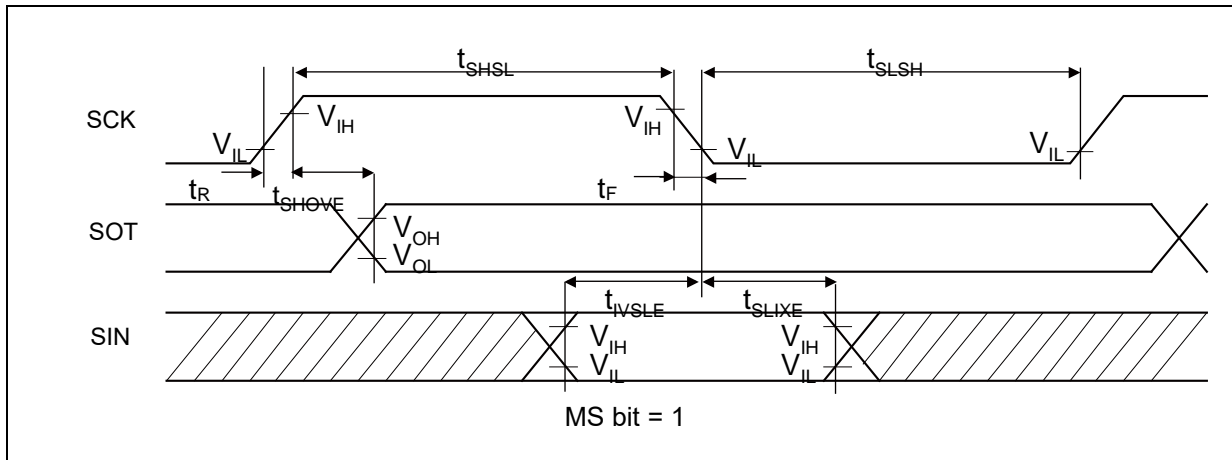 tSHSL
tSLSH
SCK
VIH
VIH
VIL
VIL
VIL
tR
tSHOVE
tF
SOT
VOH
VOL
tIVSLE
tSLIXE
SIN
VIH
VIH
VIL
VIL
MS bit = 1